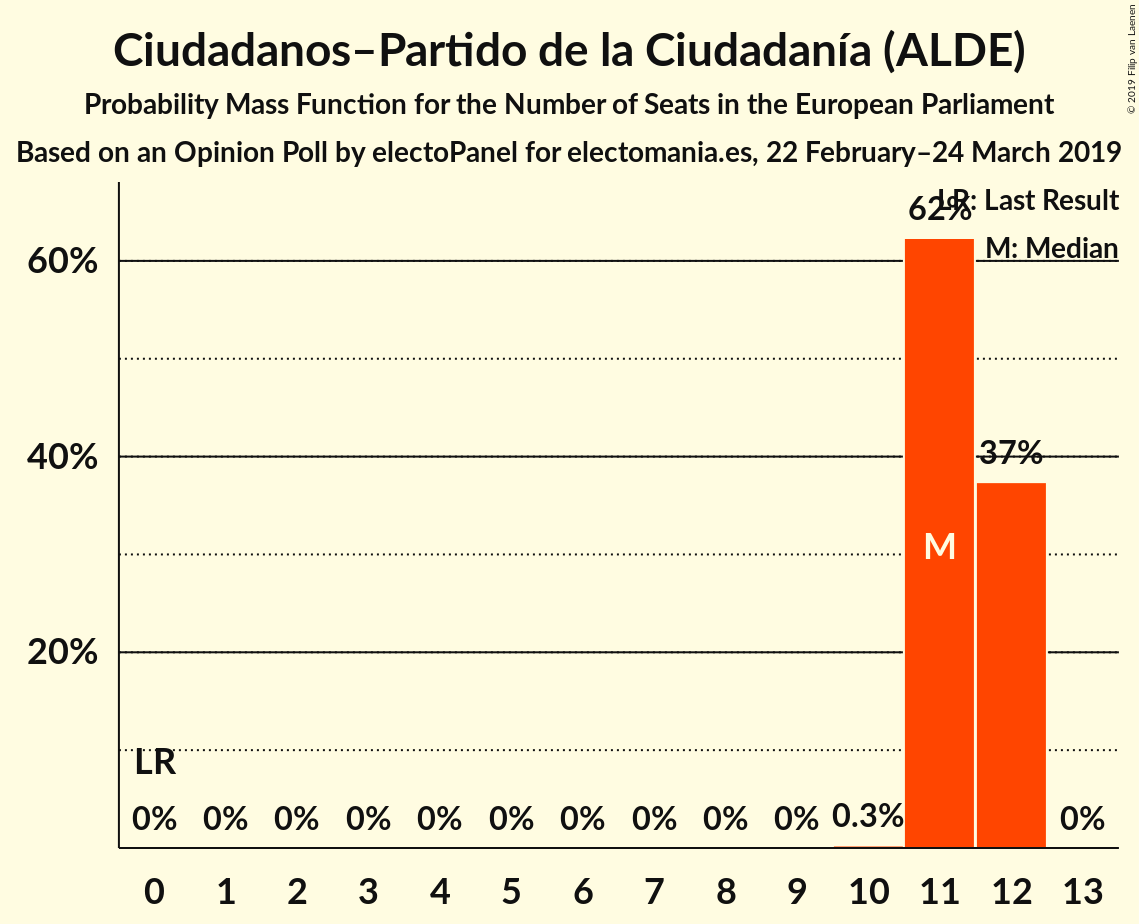 Ciudadanos–Partido de la Ciudadanía (ALDE)
Probability Mass Function for the Number of Seats in the European Parliament
Based on an Opinion Poll by electoPanel for electomania.es, 22 February–24 March 2019
© 2019 Filip van Laenen
LR: Last Result
M: Median
62%
60%
40%
37%
M
20%
LR
0% 0% 0% 0% 0% 0% 0% 0% 0% 0% 0.3% 0%
0 1 2 3 4 5 6 7 8 9 10 11 12 13